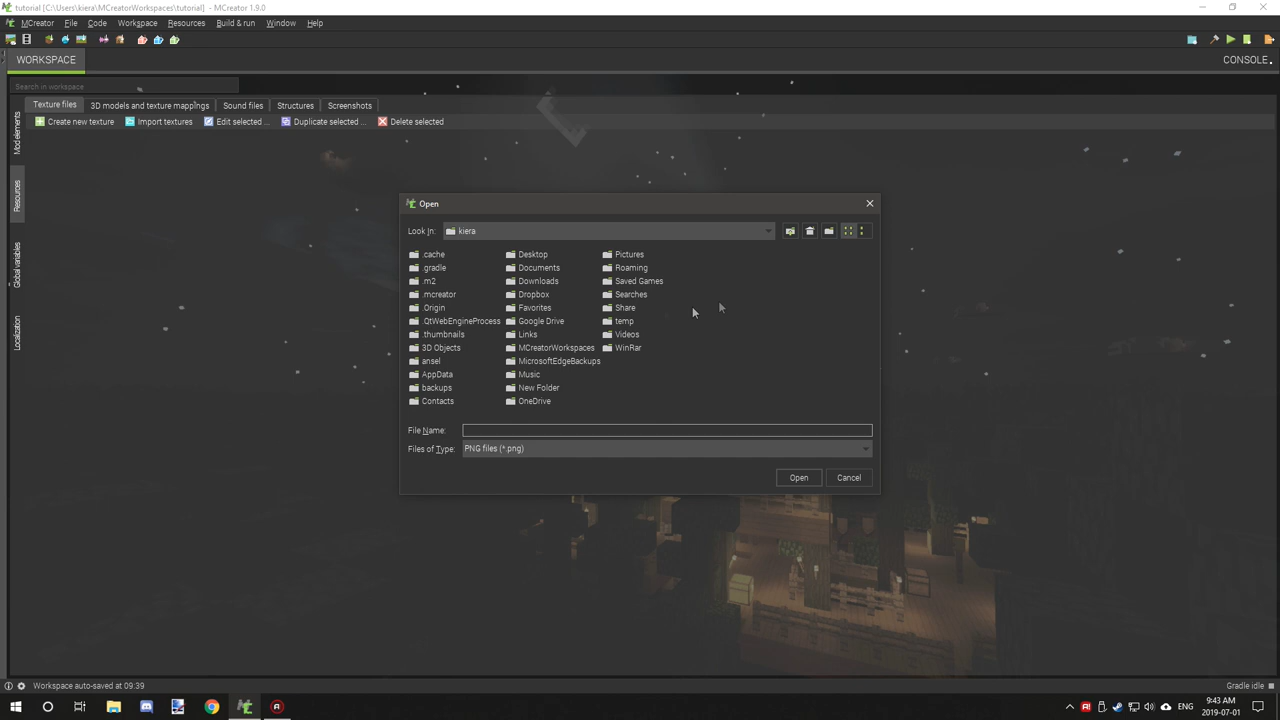 tutorial [C:\Users\kiera\MCreatorWorkspaces\tutorial] - MCreator 1.9.0
MCreator File Code Workspace Resources Build & run Window Help
WORKSPACE CONSOLE
Search in workspace
Texture files 3D models and texture mappings Sound files Structures Screenshots
Create new texture Import textures Edit selected ... Duplicate selected ... Delete selected
Mod elements
Resources
Global variables
Localization
Open
Look In: kiera
.cache Desktop Pictures
.gradle Documents Roaming
.m2 Downloads Saved Games
.mcreator Dropbox Searches
.Origin Favorites Share
.QtWebEngineProcess Google Drive temp
.thumbnails Links Videos
3D Objects MCreatorWorkspaces WinRar
ansel MicrosoftEdgeBackups
AppData Music
backups New Folder
Contacts OneDrive
File Name:
Files of Type: PNG files (*.png)
Open Cancel
Workspace auto-saved at 09:39 Gradle idle
ENG
9:43 AM
2019-07-01